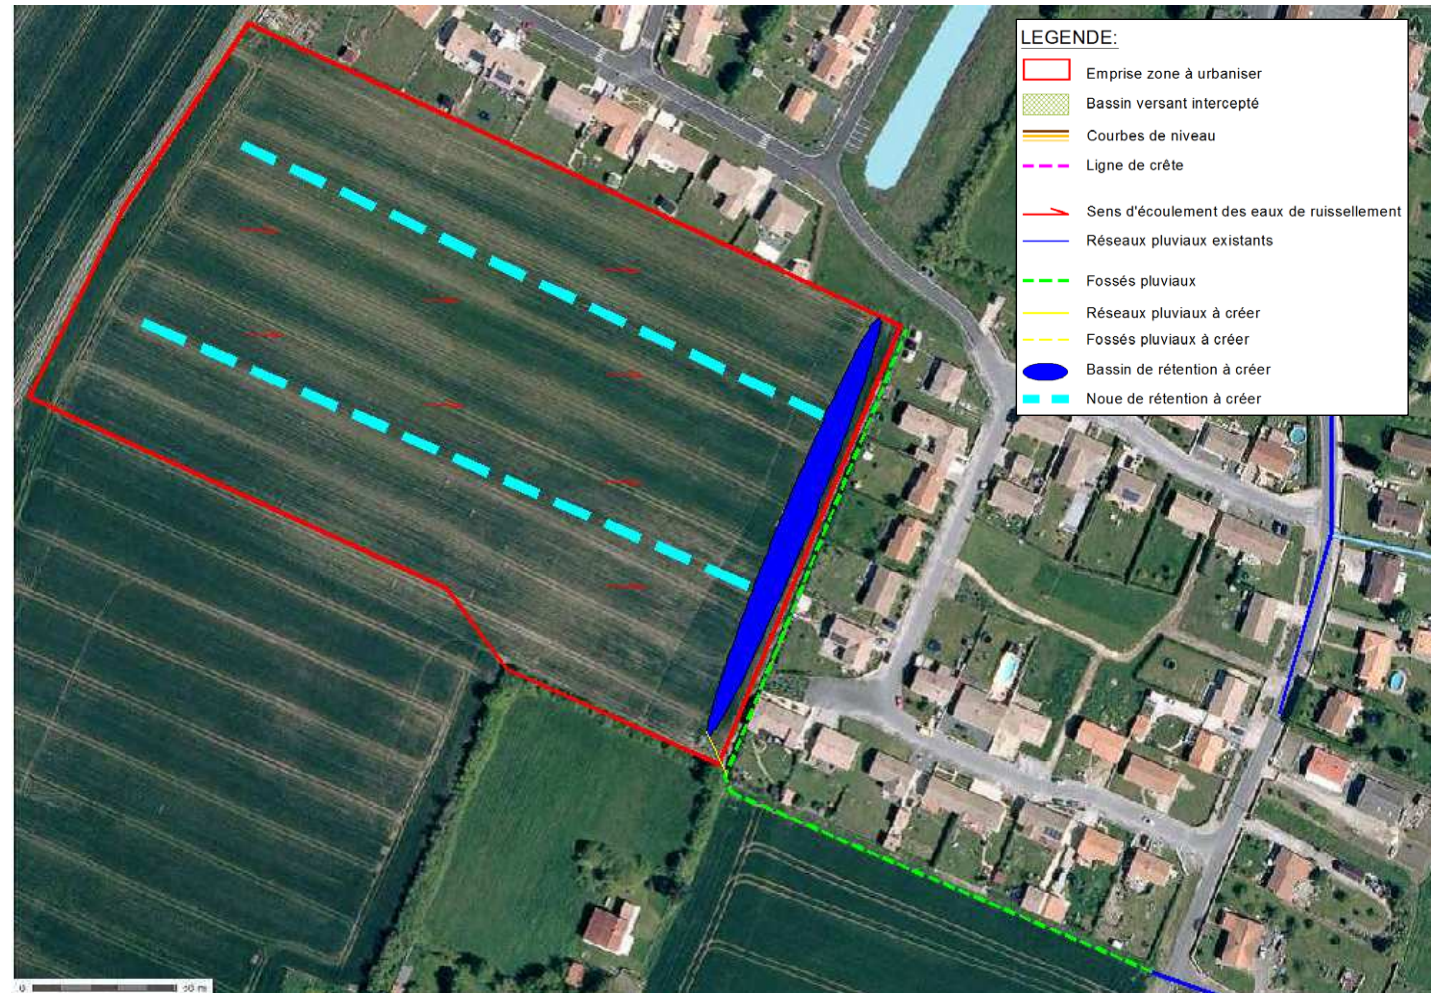 LEGENDE:
Emprise zone à urbaniser
Bassin versant intercepté
Courbes de niveau
Ligne de crête
Sens d'écoulement des eaux de ruissellement
Réseaux pluviaux existants
Fossés pluviaux
Réseaux pluviaux à créer
Fossés pluviaux à créer
Bassin de rétention à créer
Noue de rétention à créer
0 50 m